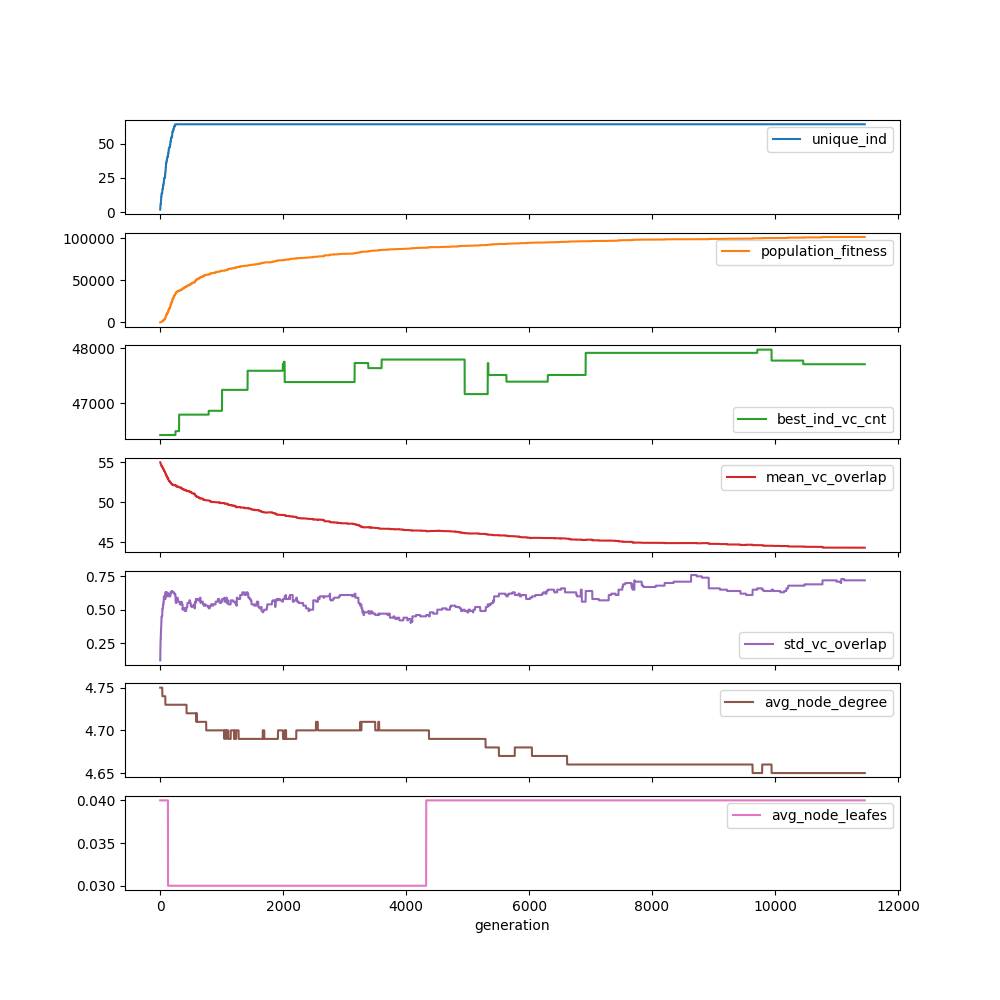 50
25
0
unique_ind
100000
50000
0
population_fitness
48000
47000
best_ind_vc_cnt
55
50
45
mean_vc_overlap
0.75
0.50
0.25
std_vc_overlap
4.75
4.70
4.65
avg_node_degree
0.040
0.035
0.030
avg_node_leafes
0 2000 4000 6000 8000 10000 12000
generation